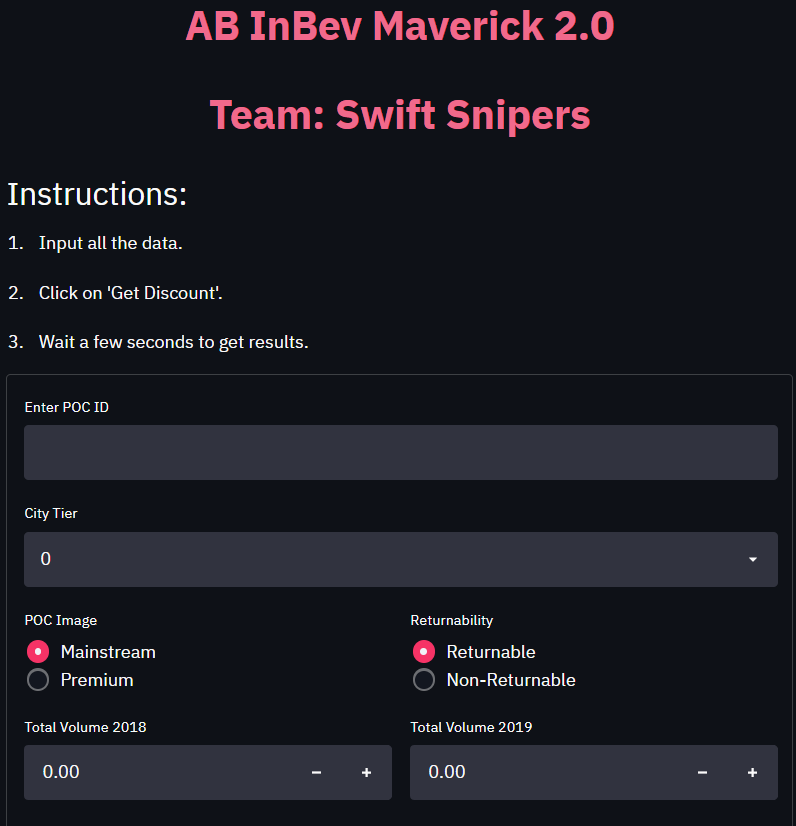 AB InBev Maverick 2.0
Team: Swift Snipers
Instructions:
1. Input all the data.
2. Click on 'Get Discount'.
3. Wait a few seconds to get results.
Enter POC ID
City Tier
0
POC Image
Returnability
Mainstream
Returnable
Premium
Non-Returnable
Total Volume 2018
Total Volume 2019
0.00 − +
0.00 − +